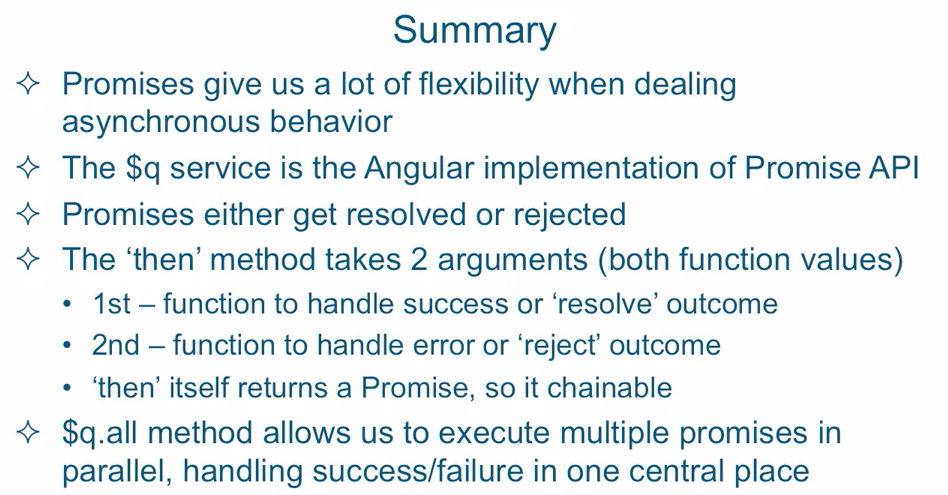 Summary
✧ Promises give us a lot of flexibility when dealing
asynchronous behavior
✧ The $q service is the Angular implementation of Promise API
✧ Promises either get resolved or rejected
✧ The ‘then’ method takes 2 arguments (both function values)
• 1st – function to handle success or ‘resolve’ outcome
• 2nd – function to handle error or ‘reject’ outcome
• ‘then’ itself returns a Promise, so it chainable
✧ $q.all method allows us to execute multiple promises in
parallel, handling success/failure in one central place